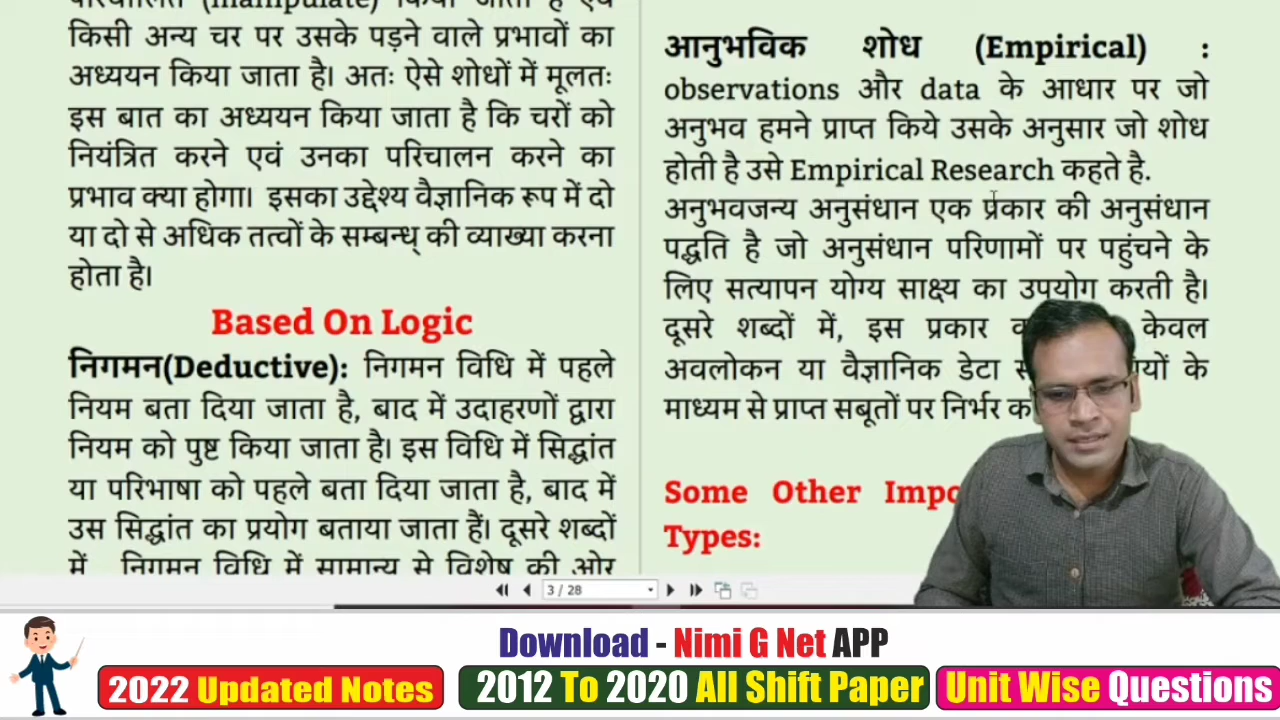 परिचालित (manipulate) किया जाता है एवं
किसी अन्य चर पर उसके पड़ने वाले प्रभावों का
अध्ययन किया जाता है। अतः ऐसे शोधों में मूलतः
इस बात का अध्ययन किया जाता है कि चरों को
नियंत्रित करने एवं उनका परिचालन करने का
प्रभाव क्या होगा। इसका उद्देश्य वैज्ञानिक रूप में दो
या दो से अधिक तत्वों के सम्बन्ध् की व्याख्या करना
होता है।
Based On Logic
निगमन(Deductive): निगमन विधि में पहले
नियम बता दिया जाता है, बाद में उदाहरणों द्वारा
नियम को पुष्ट किया जाता है। इस विधि में सिद्धांत
या परिभाषा को पहले बता दिया जाता है, बाद में
उस सिद्धांत का प्रयोग बताया जाता हैं। दूसरे शब्दों
में निगमन विधि में सामान्य से विशेष की ओर
आनुभविक शोध (Empirical) :
observations और data के आधार पर जो
अनुभव हमने प्राप्त किये उसके अनुसार जो शोध
होती है उसे Empirical Research कहते है.
अनुभवजन्य अनुसंधान एक प्रकार की अनुसंधान
पद्धति है जो अनुसंधान परिणामों पर पहुंचने के
लिए सत्यापन योग्य साक्ष्य का उपयोग करती है।
दूसरे शब्दों में, इस प्रकार केवल
अवलोकन या वैज्ञानिक डेटा के
माध्यम से प्राप्त सबूतों पर निर्भर
Some Other
Types:
3 / 28
Download - Nimi G Net APP
2022 Updated Notes
2012 To 2020 All Shift Paper
Unit Wise Questions